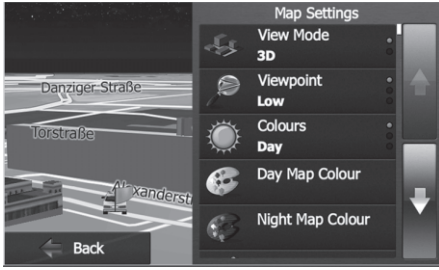 Map Settings
View Mode
3D
Viewpoint
Low
Colours
Day
Day Map Colour
Night Map Colour
Danziger Straße
Torstraße
Back